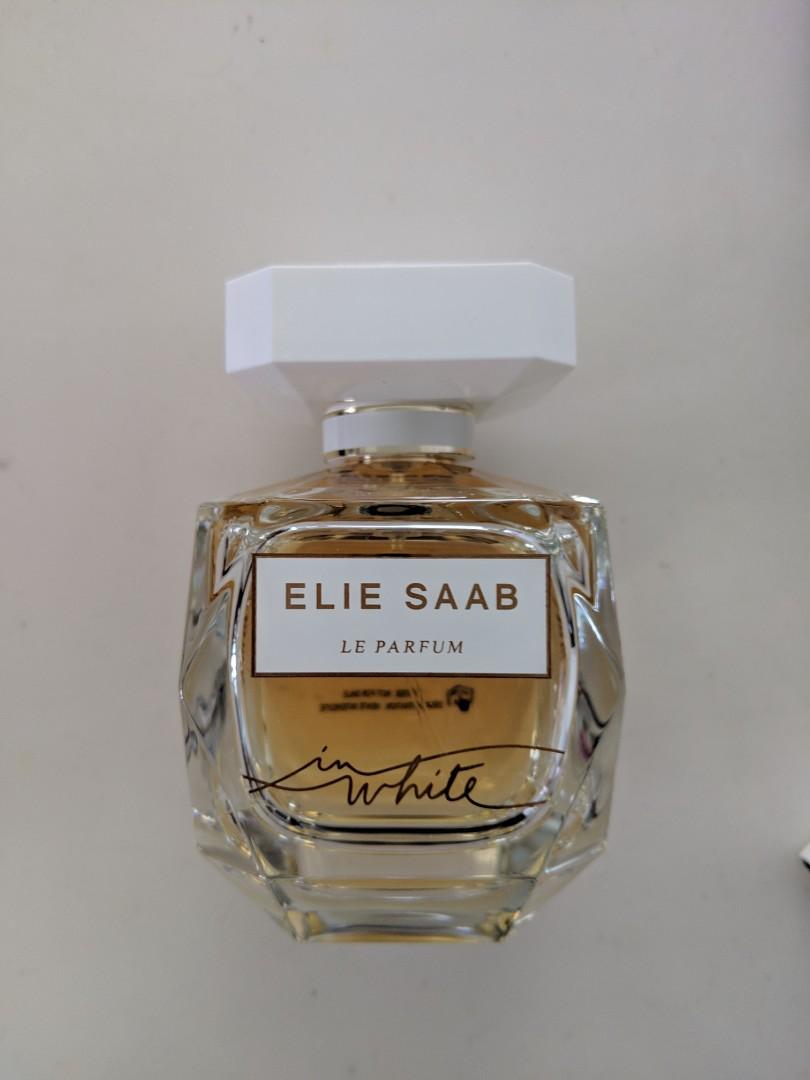 ELIE SAAB
LE PARFUM
in
white